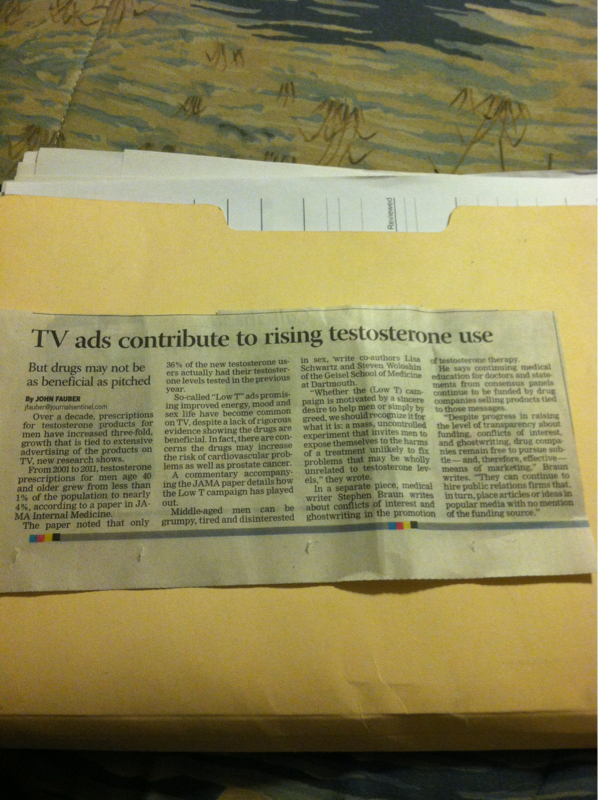 Reviewed
TV ads contribute to rising testosterone use
But drugs may not be
as beneficial as pitched
By JOHN FAUBER
jfauber@journalsentinel.com
Over a decade, prescriptions
for testosterone products for
men have increased three-fold,
growth that is tied to extensive
advertising of the products on
TV, new research shows.
From 2001 to 2011, testosterone
prescriptions for men age 40
and older grew from less than
1% of the population to nearly
4%, according to a paper in JA-
MA Internal Medicine.
The paper noted that only
36% of the new testosterone us-
ers actually had their testoster-
one levels tested in the previous
year.
So-called "Low T" ads promis-
ing improved energy, mood and
sex life have become common
on TV, despite a lack of rigorous
evidence showing the drugs are
beneficial. In fact, there are con-
cerns the drugs may increase
the risk of cardiovascular prob-
lems as well as prostate cancer.
A commentary accompany-
ing the JAMA paper details how
the Low T campaign has played
out.
Middle-aged men can be
grumpy, tired and disinterested
in sex, write co-authors Lisa
Schwartz and Steven Woloshin
of the Geisel School of Medicine
at Dartmouth.
"Whether the (Low T) cam-
paign is motivated by a sincere
desire to help men or simply by
greed, we should recognize it for
what it is: a mass, uncontrolled
experiment that invites men to
expose themselves to the harms
of a treatment unlikely to fix
problems that may be wholly
unrelated to testosterone lev-
els," they wrote.
In a separate piece, medical
writer Stephen Braun writes
about conflicts of interest and
ghostwriting in the promotion
of testosterone therapy.
He says continuing medical
education for doctors and state-
ments from consensus panels
continue to be funded by drug
companies selling products tied
to those messages.
"Despite progress in raising
the level of transparency about
funding, conflicts of interest,
and ghostwriting, drug compa-
nies remain free to pursue sub-
tle — and, therefore, effective —
means of marketing," Braun
writes. "They can continue to
hire public relations firms that,
in turn, place articles or ideas in
popular media with no mention
of the funding source."